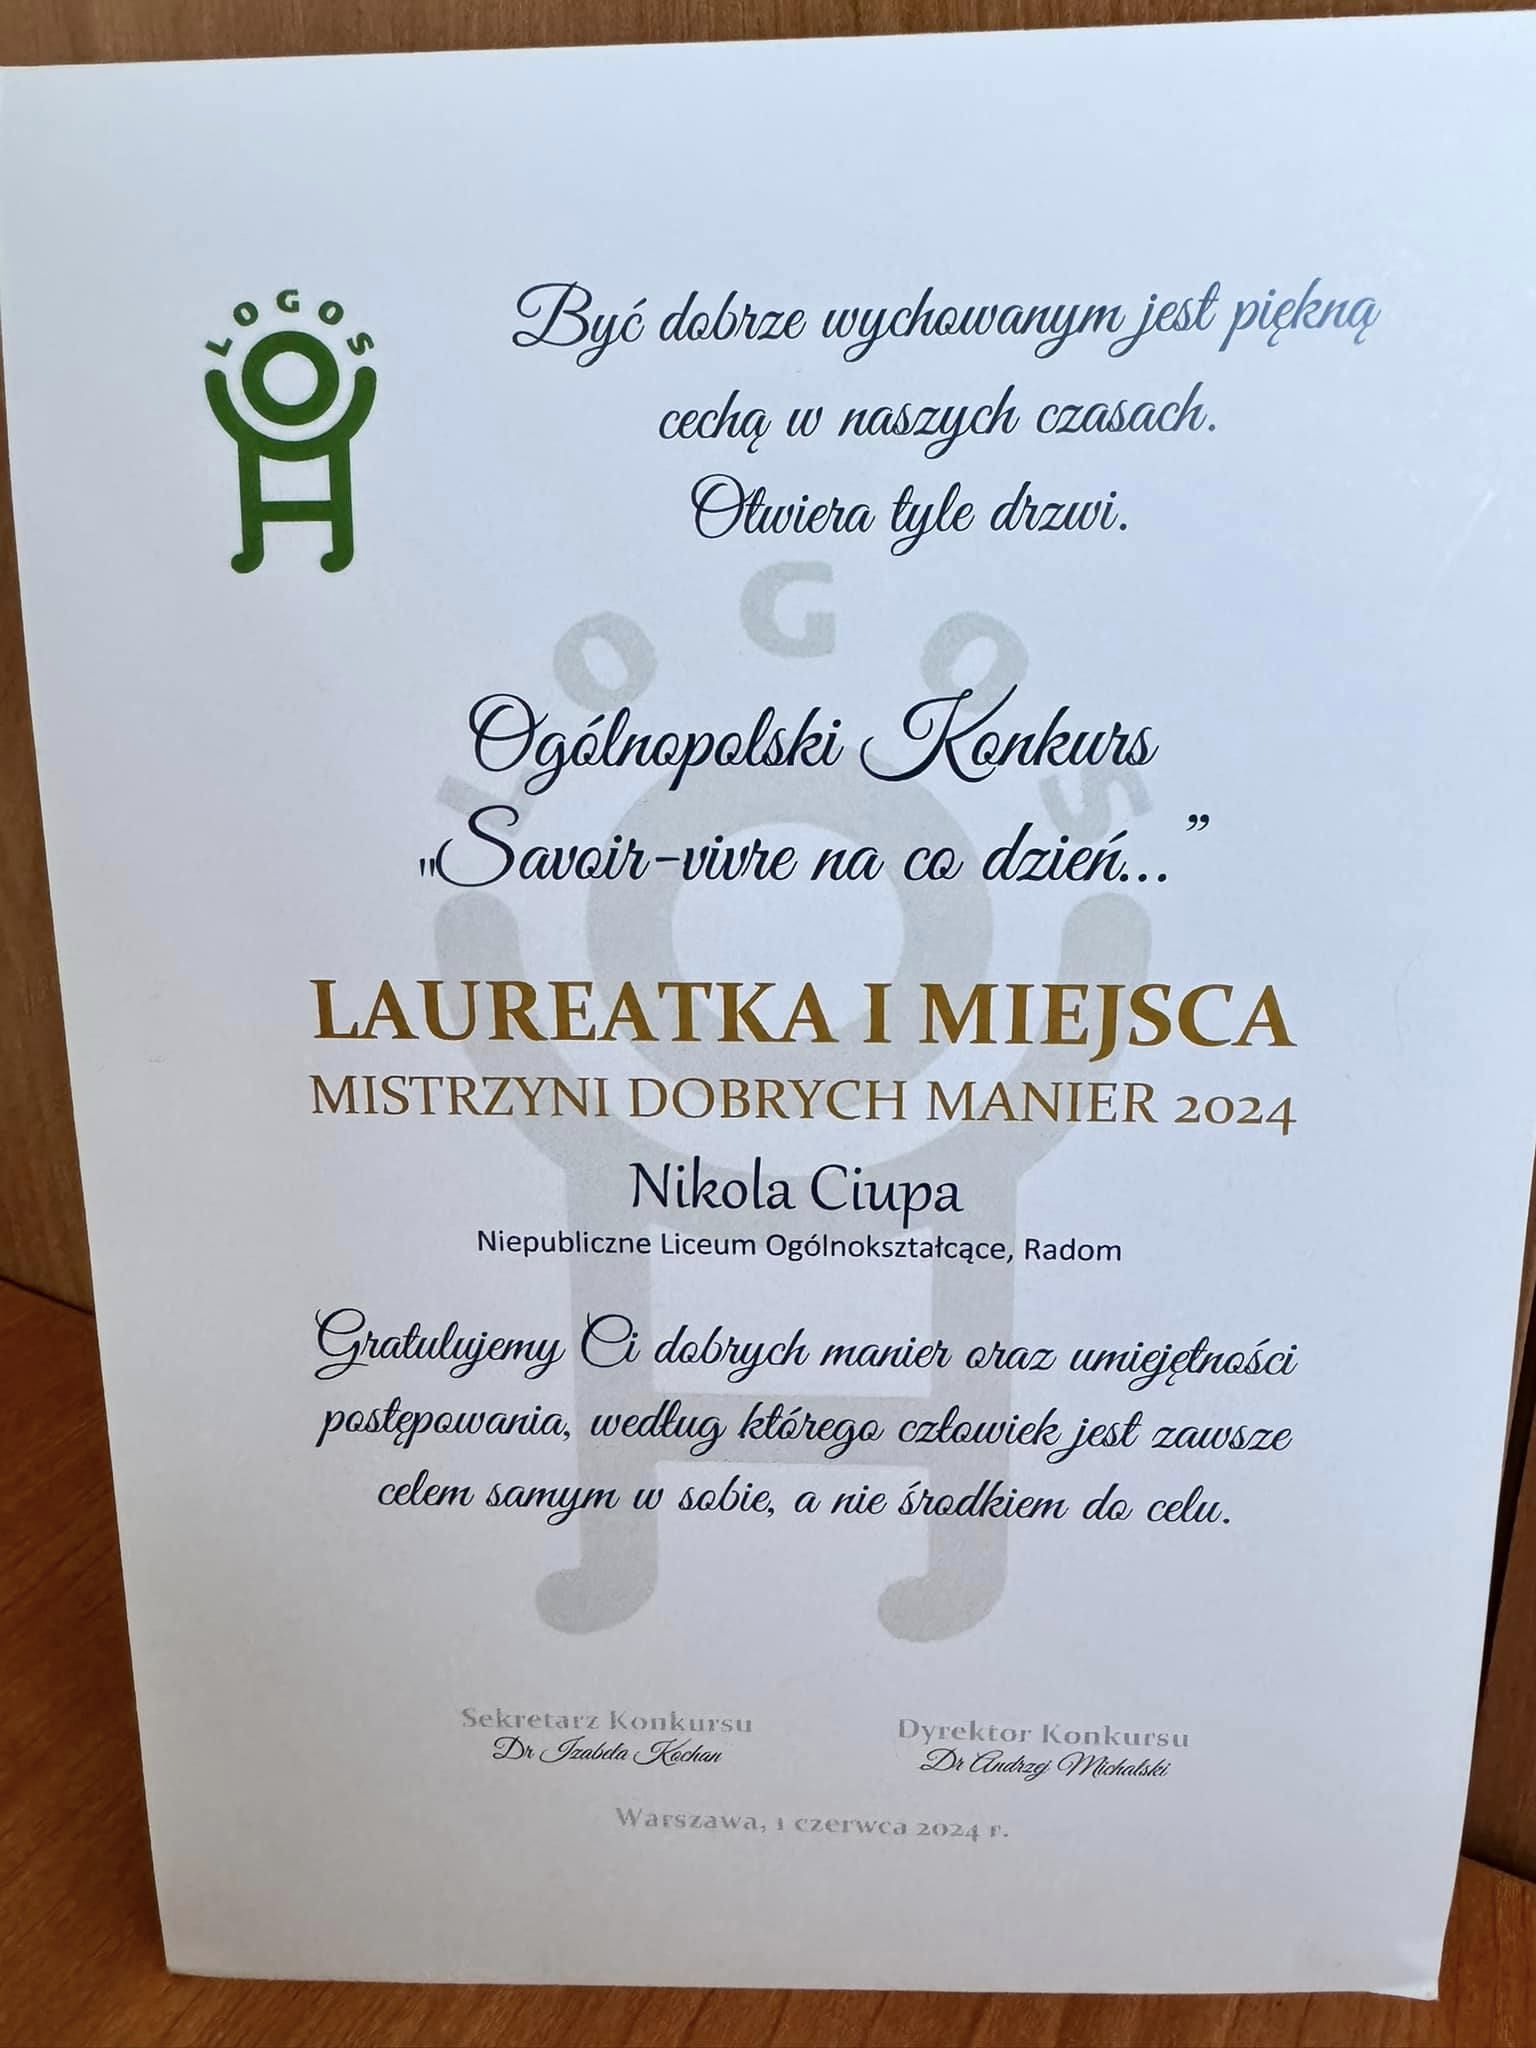 LOGOS
Być dobrze wychowanym jest piękną
cechą w naszych czasach.
Otwiera tyle drzwi.
LOGOS
Ogólnopolski Konkurs
„Savoir-vivre na co dzień...”
LAUREATKA I MIEJSCA
MISTRZYNI DOBRYCH MANIER 2024
Nikola Ciupa
Niepubliczne Liceum Ogólnokształcące, Radom
Gratulujemy Ci dobrych manier oraz umiejętności
postępowania, według którego człowiek jest zawsze
celem samym w sobie, a nie środkiem do celu.
Sekretarz Konkursu
Dr Izabela Kochan
Dyrektor Konkursu
Dr Andrzej Michalski
Warszawa, 1 czerwca 2024 r.